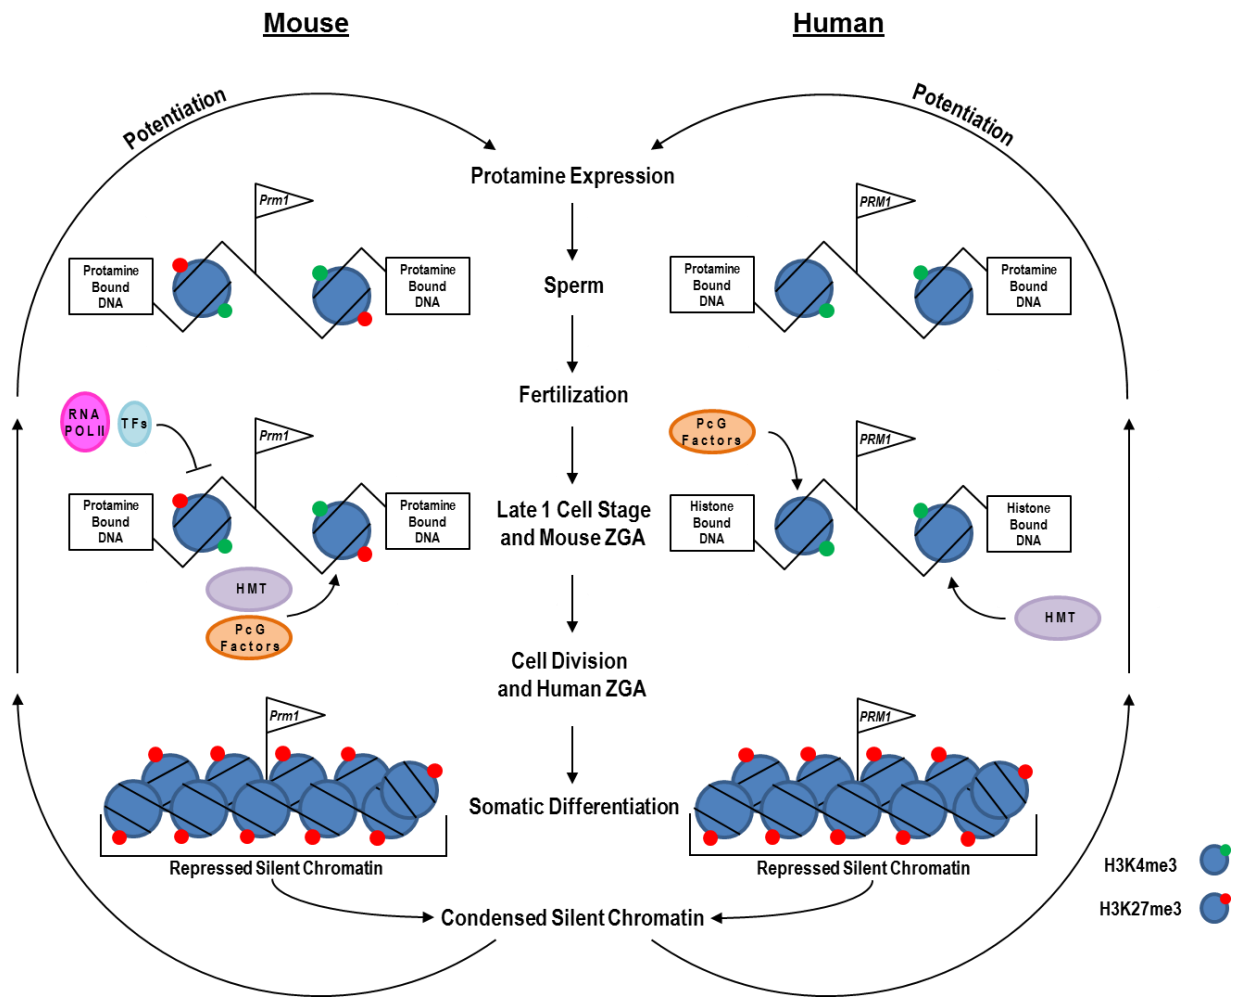 Mouse
Human
Potentiation
Potentiation
Protamine Expression
Prm1
PRM1
Protamine
Bound
DNA
Protamine
Bound
DNA
Sperm
Protamine
Bound
DNA
Protamine
Bound
DNA
Fertilization
RNA
POLII
TFs
Prm1
PcG
Factors
PRM1
Protamine
Bound
DNA
Protamine
Bound
DNA
Late 1 Cell Stage
and Mouse ZGA
Histone
Bound
DNA
Histone
Bound
DNA
HMT
PcG
Factors
HMT
Cell Division
and Human ZGA
Prm1
PRM1
Somatic Differentiation
Repressed Silent Chromatin
Repressed Silent Chromatin
H3K4me3
H3K27me3
Condensed Silent Chromatin